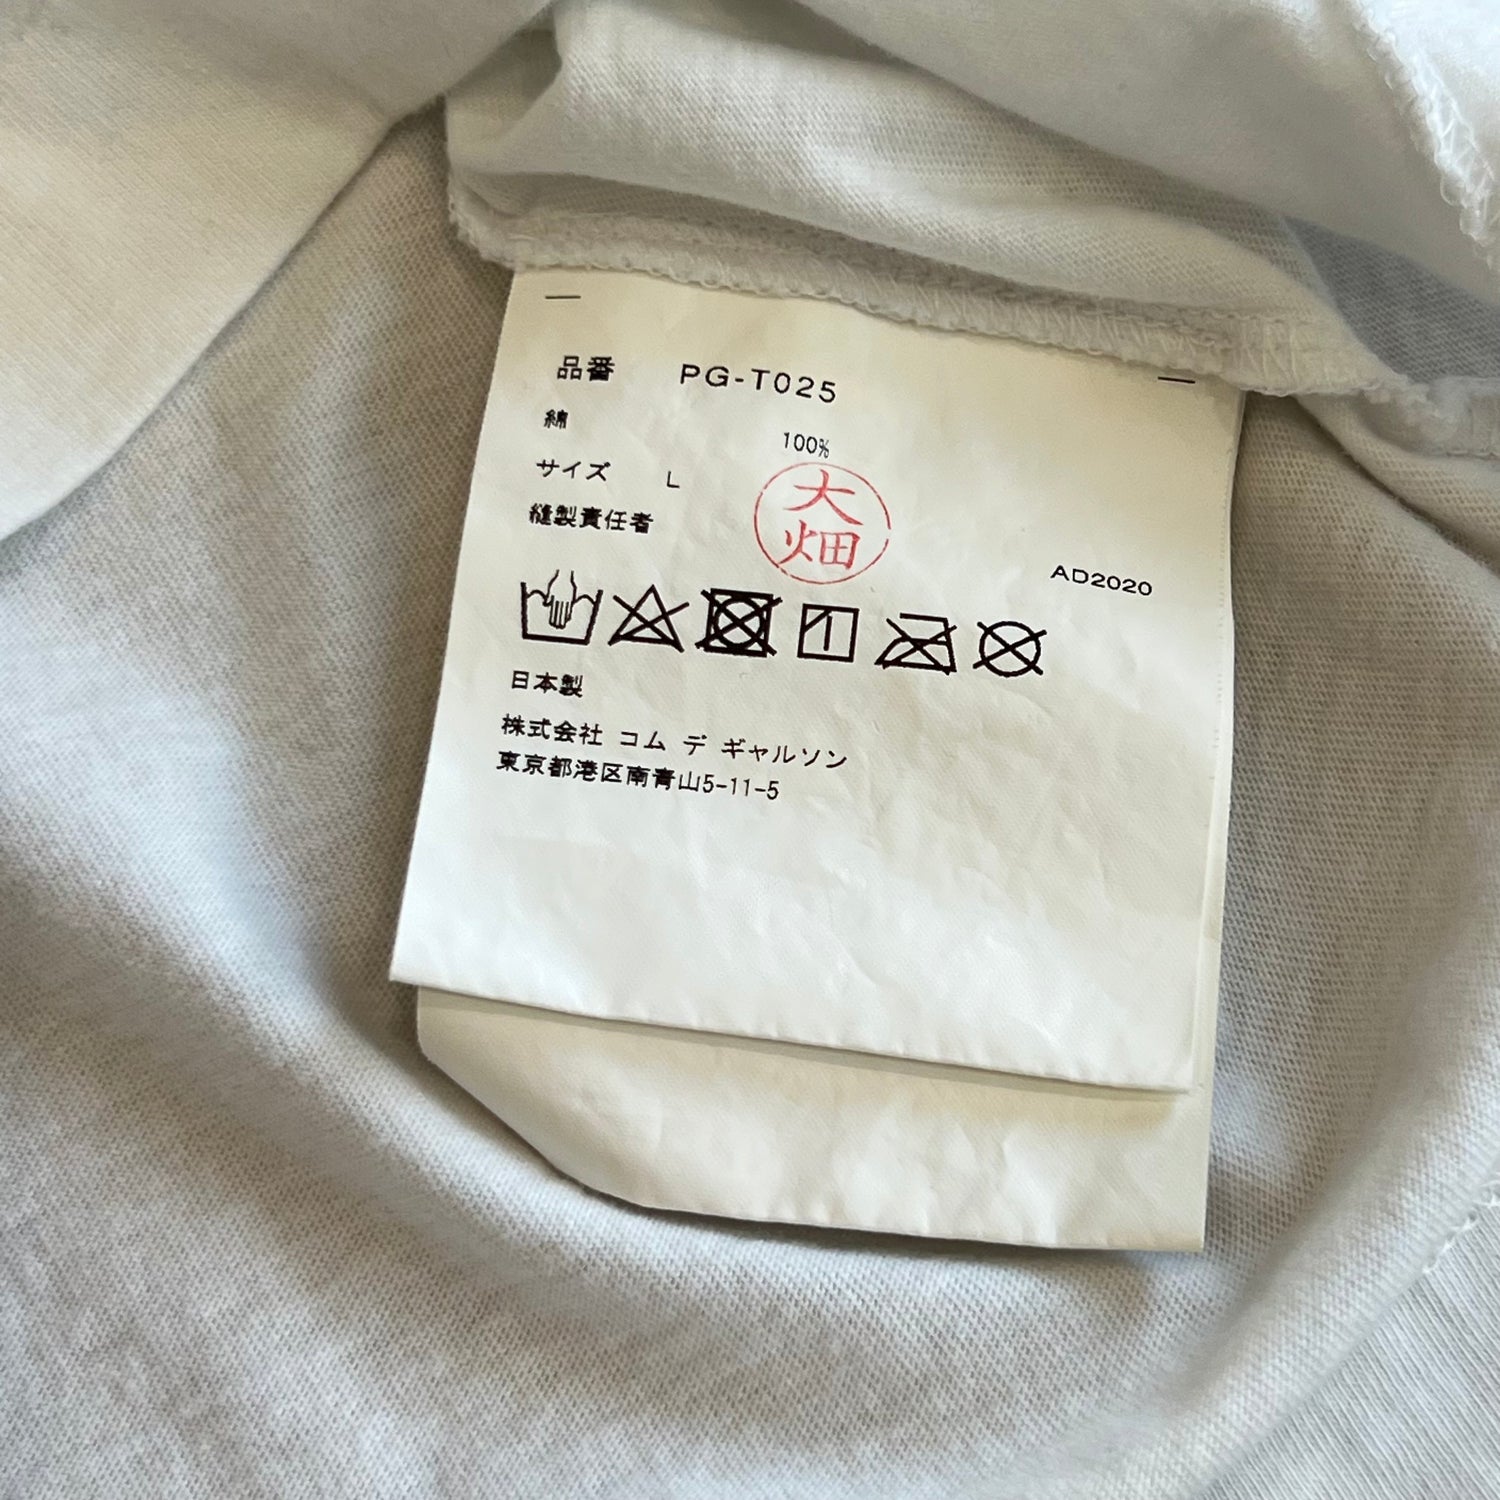 品番 PG-T025
綿 100%
サイズ L
縫製責任者 大畑
AD2020
日本製
株式会社 コム デ ギャルソン
東京都港区南青山5-11-5